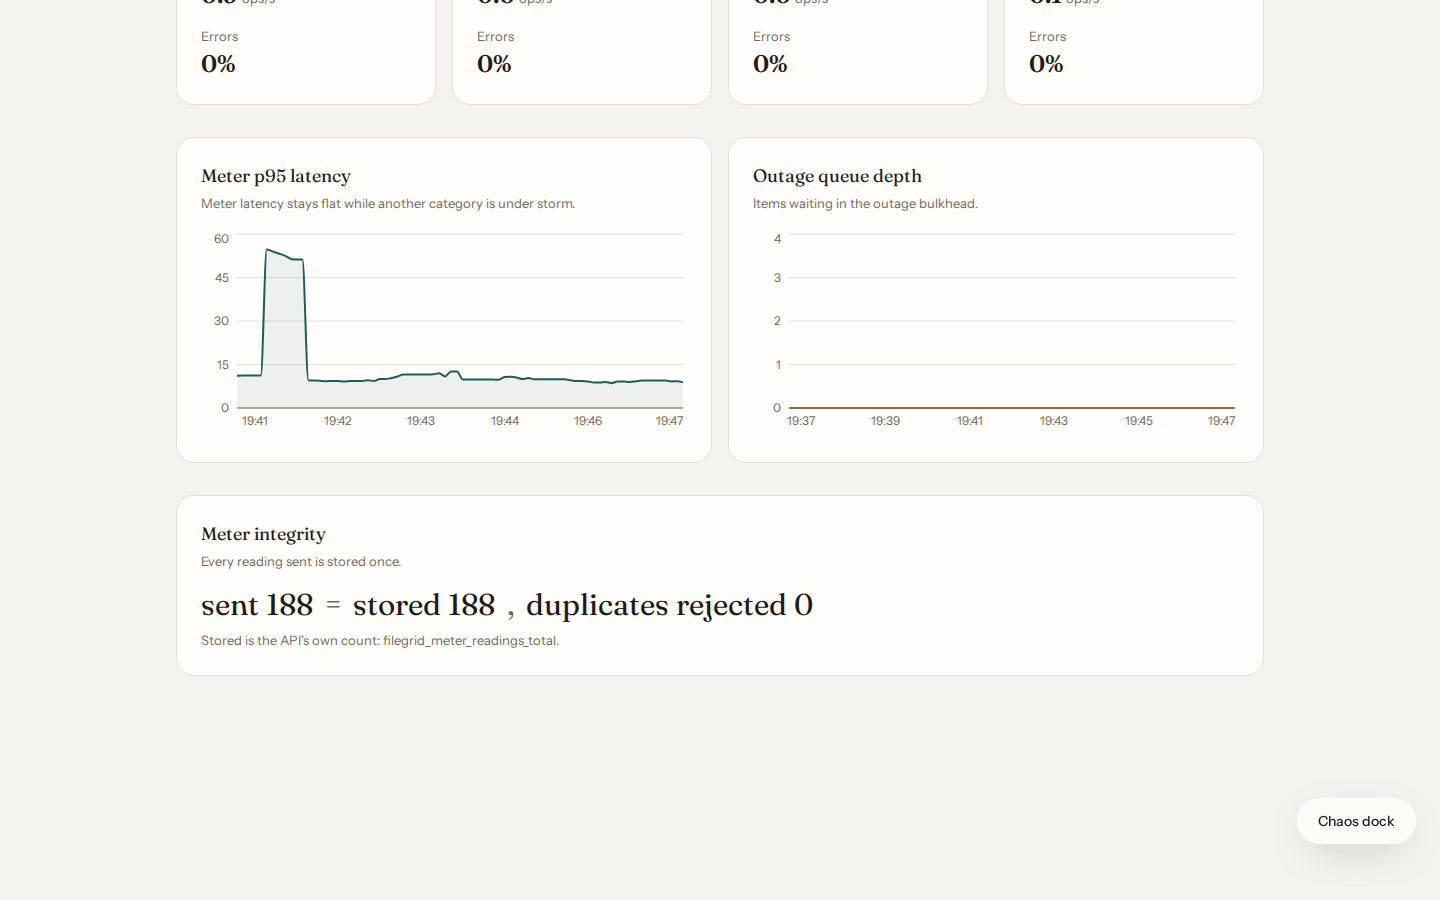 ops/s
ops/s
ops/s
ops/s
Errors
Errors
Errors
Errors
0%
0%
0%
0%
Meter p95 latency
Meter latency stays flat while another category is under storm.
60
45
30
15
0
19:41 19:42 19:43 19:44 19:46 19:47
Outage queue depth
Items waiting in the outage bulkhead.
4
3
2
1
0
19:37 19:39 19:41 19:43 19:45 19:47
Meter integrity
Every reading sent is stored once.
sent 188 = stored 188 , duplicates rejected 0
Stored is the API's own count: filegrid_meter_readings_total.
Chaos dock